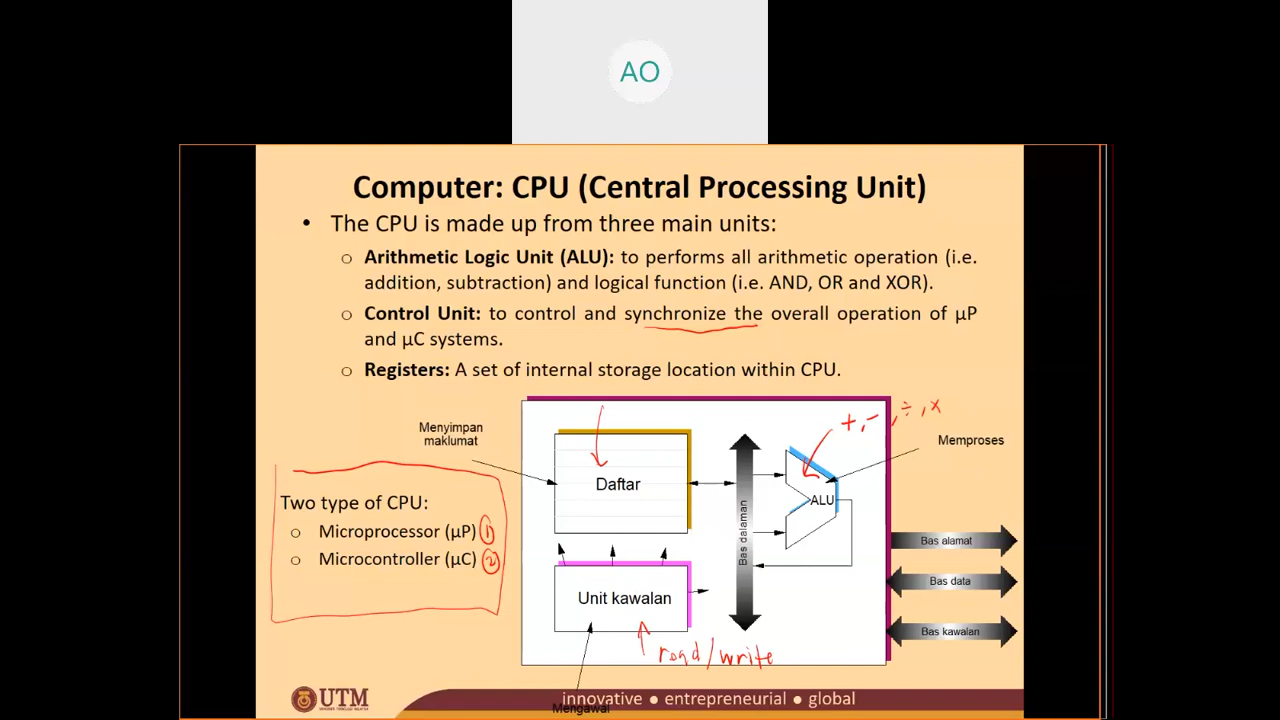 AO
Computer: CPU (Central Processing Unit)
• The CPU is made up from three main units:
o Arithmetic Logic Unit (ALU): to performs all arithmetic operation (i.e.
addition, subtraction) and logical function (i.e. AND, OR and XOR).
o Control Unit: to control and synchronize the overall operation of µP
and µC systems.
o Registers: A set of internal storage location within CPU.
+, -, ÷, x
Menyimpan
maklumat
Memproses
Daftar
ALU
Two type of CPU:
o Microprocessor (µP) 1
o Microcontroller (µC) 2
Bas dalaman
Bas alamat
Bas data
Unit kawalan
Bas kawalan
read/write
UTM
innovative ● entrepreneurial ● global
Mengawal